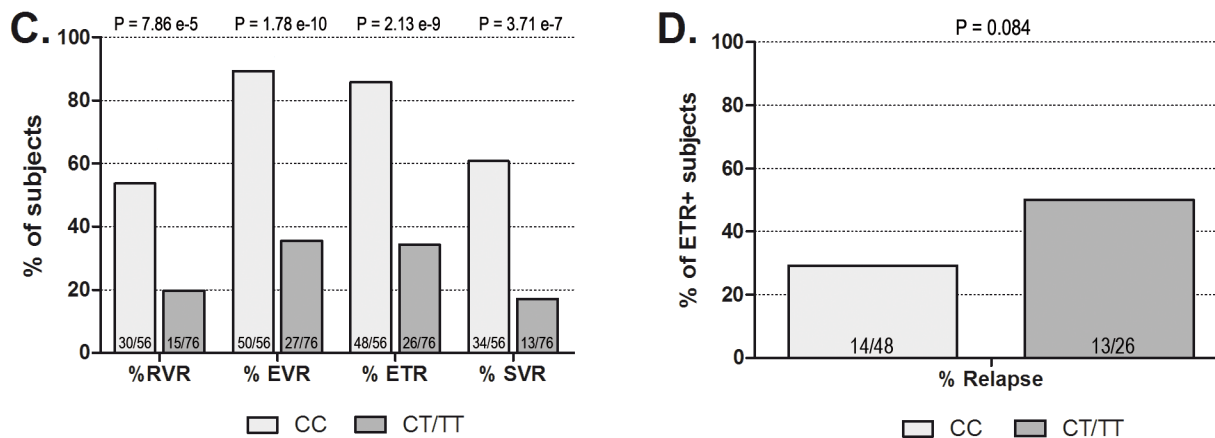 C.
P = 7.86 e-5 P = 1.78 e-10 P = 2.13 e-9 P = 3.71 e-7
% of subjects
100
80
60
40
20
0
30/56 15/76 50/56 27/76 48/56 26/76 34/56 13/76
%RVR % EVR % ETR % SVR
CC CT/TT
D.
P = 0.084
% of ETR+ subjects
100
80
60
40
20
0
14/48 13/26
% Relapse
CC CT/TT